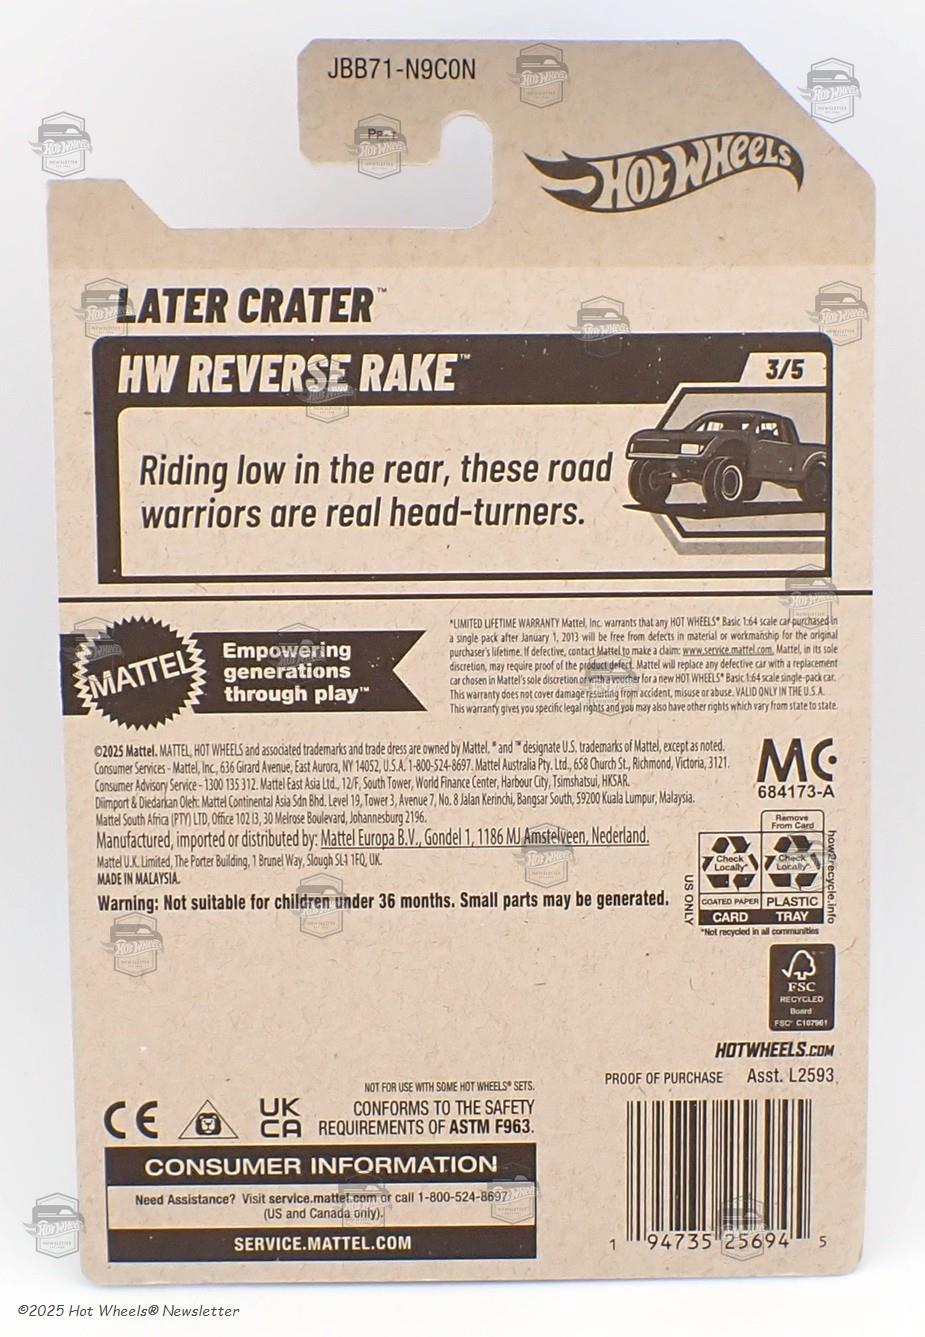 JBB71-N9C0N
HOT WHEELS
LATER CRATER™
HW REVERSE RAKE™
3/5
Riding low in the rear, these road
warriors are real head-turners.
MATTEL
Empowering
generations
through play™
*LIMITED LIFETIME WARRANTY Mattel, Inc. warrants that any HOT WHEELS® Basic 1:64 scale car purchased in
a single pack after January 1, 2013 will be free from defects in material or workmanship for the original
purchaser's lifetime. If defective, contact Mattel to make a claim: www.service.mattel.com. Mattel, in its sole
discretion, may require proof of the product defect. Mattel will replace any defective car with a replacement
car chosen in Mattel's sole discretion or with a voucher for a new HOT WHEELS® Basic 1:64 scale single-pack car.
This warranty does not cover damage resulting from accident, misuse or abuse. VALID ONLY IN THE U.S.A.
This warranty gives you specific legal rights and you may also have other rights which vary from state to state.
©2025 Mattel. MATTEL, HOT WHEELS and associated trademarks and trade dress are owned by Mattel. ® and ™ designate U.S. trademarks of Mattel, except as noted.
Consumer Services - Mattel, Inc., 636 Girard Avenue, East Aurora, NY 14052, U.S.A. 1-800-524-8697. Mattel Australia Pty. Ltd., 658 Church St., Richmond, Victoria, 3121.
Consumer Advisory Service - 1300 135 312. Mattel East Asia Ltd., 12/F, South Tower, World Finance Center, Harbour City, Tsimshatsui, HKSAR.
Diimport & Diedarkan Oleh: Mattel Continental Asia Sdn Bhd. Level 19, Tower 3, Avenue 7, No. 8 Jalan Kerinchi, Bangsar South, 59200 Kuala Lumpur, Malaysia.
Mattel South Africa (PTY) LTD, Office 102 I3, 30 Melrose Boulevard, Johannesburg 2196.
Manufactured, imported or distributed by: Mattel Europa B.V., Gondel 1, 1186 MJ Amstelveen, Nederland.
Mattel U.K. Limited, The Porter Building, 1 Brunel Way, Slough SL1 1FQ, UK.
MADE IN MALAYSIA.
Warning: Not suitable for children under 36 months. Small parts may be generated.
MC
684173-A
Remove
From Card
Check
Locally*
Check
Locally*
COATED PAPER
PLASTIC
CARD
TRAY
US ONLY
how2recycle.info
*Not recycled in all communities
FSC
RECYCLED
Board
FSC® C107961
HOTWHEELS.COM
PROOF OF PURCHASE Asst. L2593
NOT FOR USE WITH SOME HOT WHEELS® SETS.
CE
UK
CA
CONFORMS TO THE SAFETY
REQUIREMENTS OF ASTM F963.
CONSUMER INFORMATION
Need Assistance? Visit service.mattel.com or call 1-800-524-8697
(US and Canada only).
SERVICE.MATTEL.COM
1 94735 25694 5
©2025 Hot Wheels® Newsletter